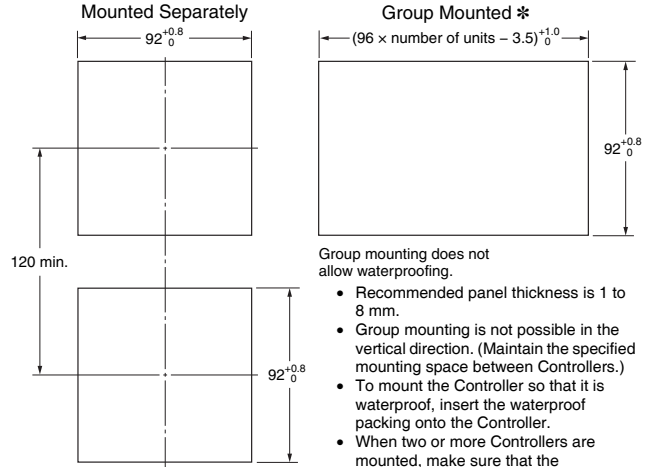 Mounted Separately
92 +0.8 0
120 min.
92 +0.8 0
Group Mounted *
(96 × number of units − 3.5) +1.0 0
92 +0.8 0
Group mounting does not
allow waterproofing.
• Recommended panel thickness is 1 to
8 mm.
• Group mounting is not possible in the
vertical direction. (Maintain the specified
mounting space between Controllers.)
• To mount the Controller so that it is
waterproof, insert the waterproof
packing onto the Controller.
• When two or more Controllers are
mounted, make sure that the